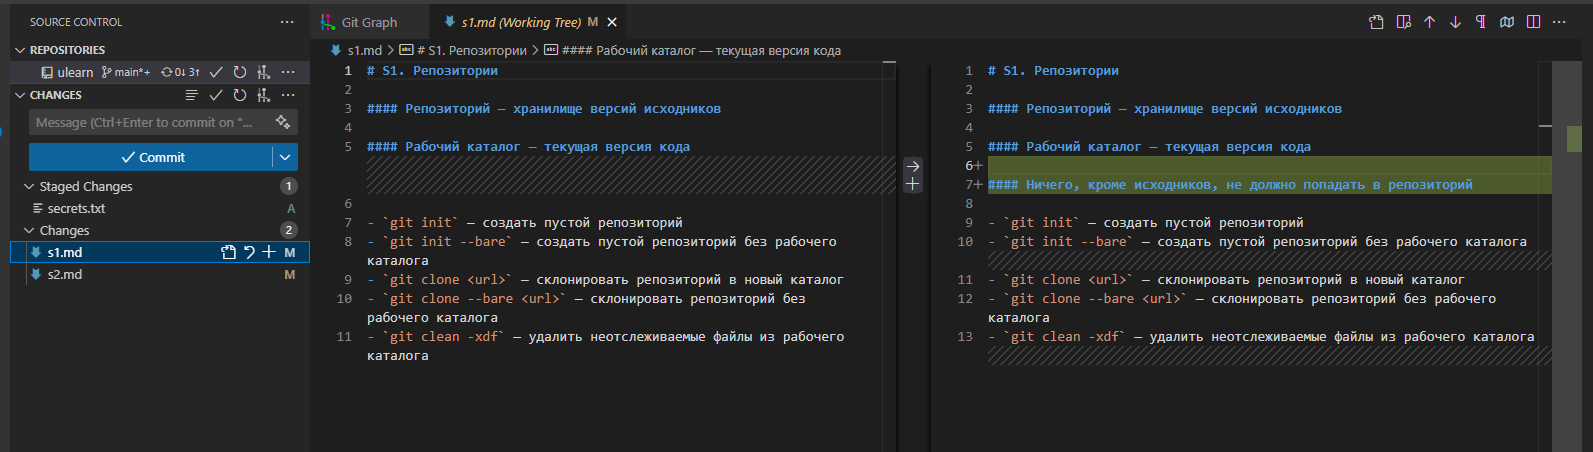 SOURCE CONTROL
REPOSITORIES
ulearn main*+ 0↓ 3↑
CHANGES
Message (Ctrl+Enter to commit on "...
Commit
Staged Changes 1
secrets.txt A
Changes 2
s1.md M
s2.md M
Git Graph
s1.md (Working Tree) M
s1.md > # S1. Репозитории > #### Рабочий каталог — текущая версия кода
1 # S1. Репозитории
2
3 #### Репозиторий — хранилище версий исходников
4
5 #### Рабочий каталог — текущая версия кода
6
7 - `git init` — создать пустой репозиторий
8 - `git init --bare` — создать пустой репозиторий без рабочего
каталога
9 - `git clone <url>` — склонировать репозиторий в новый каталог
10 - `git clone --bare <url>` — склонировать репозиторий без
рабочего каталога
11 - `git clean -xdf` — удалить неотслеживаемые файлы из рабочего
каталога
1 # S1. Репозитории
2
3 #### Репозиторий — хранилище версий исходников
4
5 #### Рабочий каталог — текущая версия кода
6+
7+ #### Ничего, кроме исходников, не должно попадать в репозиторий
8
9 - `git init` — создать пустой репозиторий
10 - `git init --bare` — создать пустой репозиторий без рабочего каталога
11 - `git clone <url>` — склонировать репозиторий в новый каталог
12 - `git clone --bare <url>` — склонировать репозиторий без рабочего
каталога
13 - `git clean -xdf` — удалить неотслеживаемые файлы из рабочего каталога